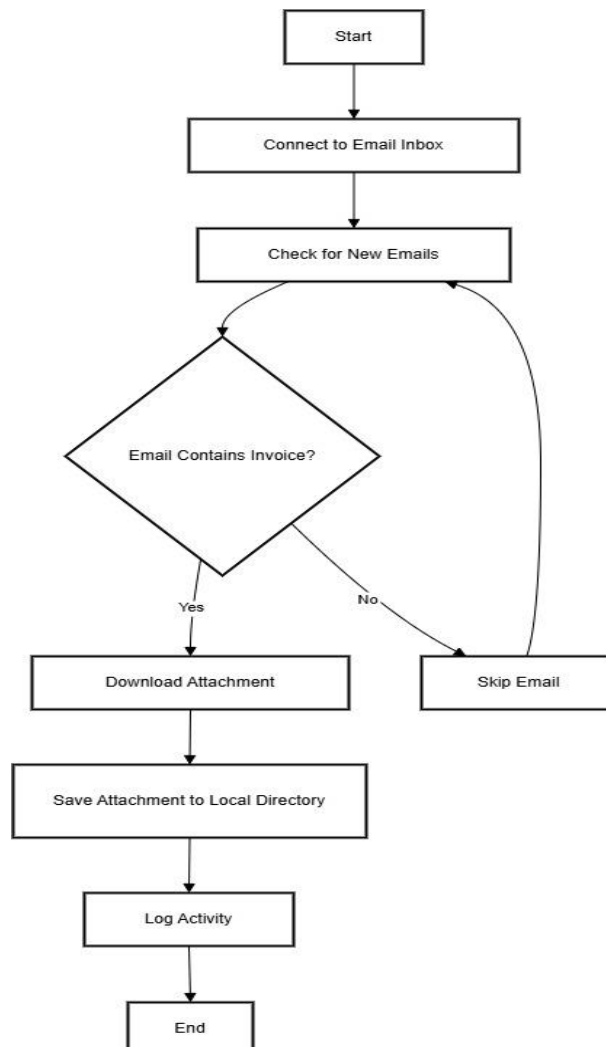 Start
Connect to Email Inbox
Check for New Emails
Email Contains Invoice?
Yes
No
Download Attachment
Skip Email
Save Attachment to Local Directory
Log Activity
End